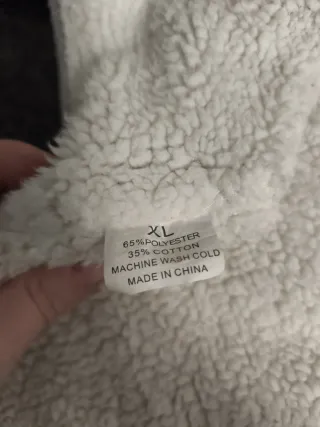 XL
65%POLYESTER
35% COTTON
MACHINE WASH COLD
MADE IN CHINA